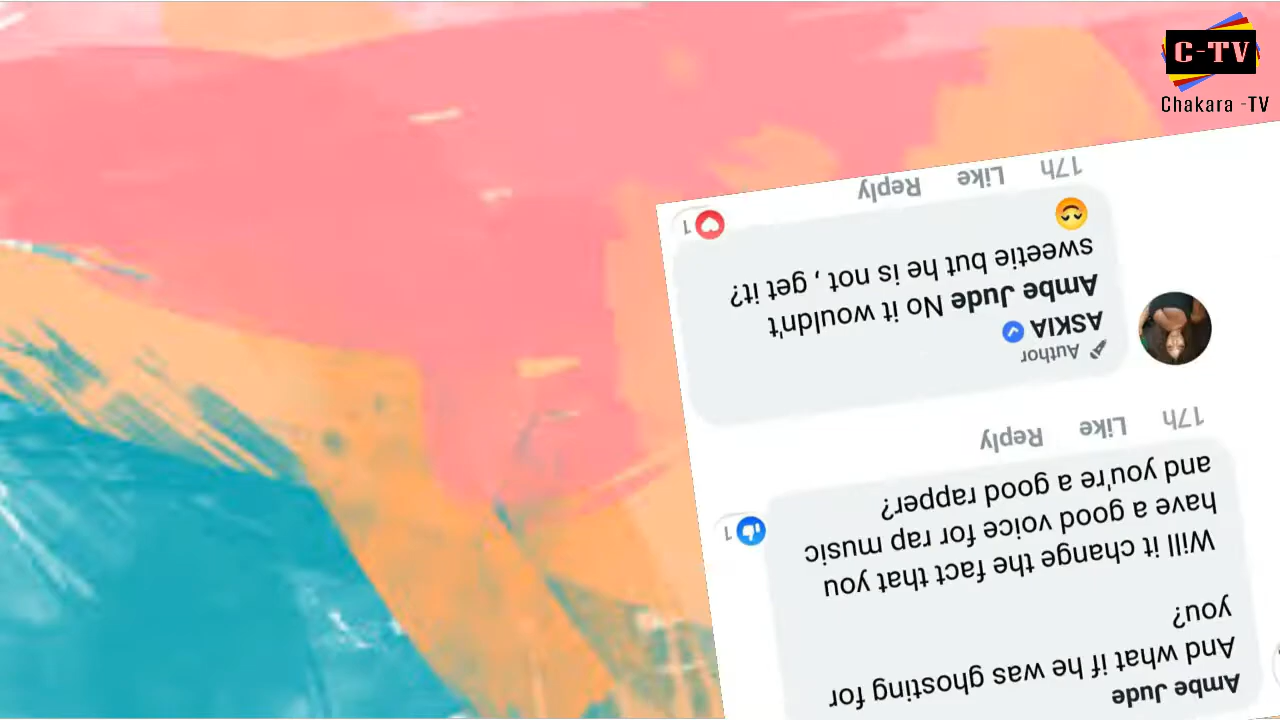 C-TV
Chakara -TV
Ambe Jude
And what if he was ghosting for
you?
Will it change the fact that you
have a good voice for rap music
and you're a good rapper?
1
17h Like Reply
Author
ASKIA
Ambe Jude No it wouldn't
sweetie but he is not , get it?
1
17h Like Reply